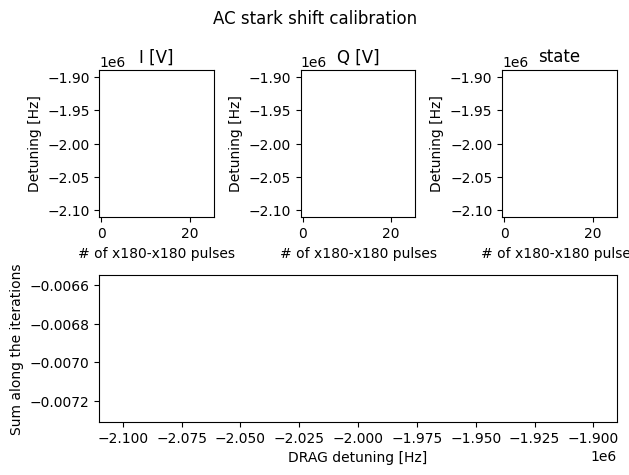 AC stark shift calibration
I [V]
Q [V]
state
1e6
1e6
1e6
Detuning [Hz]
−1.90
−1.95
−2.00
−2.05
−2.10
0
20
# of x180-x180 pulses
Detuning [Hz]
−1.90
−1.95
−2.00
−2.05
−2.10
0
20
# of x180-x180 pulses
Detuning [Hz]
−1.90
−1.95
−2.00
−2.05
−2.10
0
20
# of x180-x180 pulse
Sum along the iterations
−0.0066
−0.0068
−0.0070
−0.0072
−2.100
−2.075
−2.050
−2.025
−2.000
−1.975
−1.950
−1.925
−1.900
1e6
DRAG detuning [Hz]